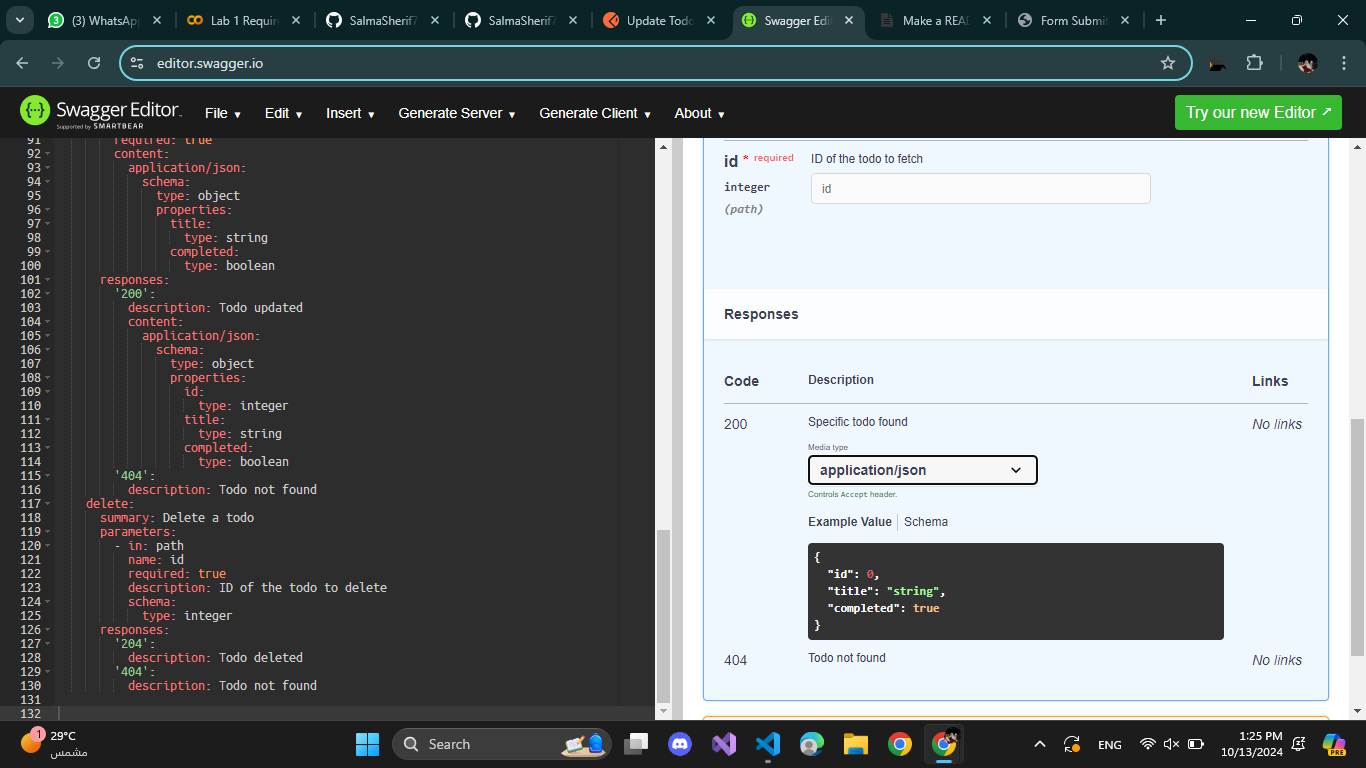 (3) WhatsApp
Lab 1 Require
SalmaSherif7
SalmaSherif7
Update Todo
Swagger Edit
Make a READ
Form Submit
editor.swagger.io
Swagger Editor
Supported by SMARTBEAR
File
Edit
Insert
Generate Server
Generate Client
About
Try our new Editor
91 required: true
92 content:
93 application/json:
94 schema:
95 type: object
96 properties:
97 title:
98 type: string
99 completed:
100 type: boolean
101 responses:
102 '200':
103 description: Todo updated
104 content:
105 application/json:
106 schema:
107 type: object
108 properties:
109 id:
110 type: integer
111 title:
112 type: string
113 completed:
114 type: boolean
115 '404':
116 description: Todo not found
117 delete:
118 summary: Delete a todo
119 parameters:
120 - in: path
121 name: id
122 required: true
123 description: ID of the todo to delete
124 schema:
125 type: integer
126 responses:
127 '204':
128 description: Todo deleted
129 '404':
130 description: Todo not found
131
132
id * required
integer
(path)
ID of the todo to fetch
id
Responses
Code Description Links
200 Specific todo found No links
Media type
application/json
Controls Accept header.
Example Value Schema
{
"id": 0,
"title": "string",
"completed": true
}
404 Todo not found No links
1
29°C
مشمس
Search
ENG
1:25 PM
10/13/2024
PRE